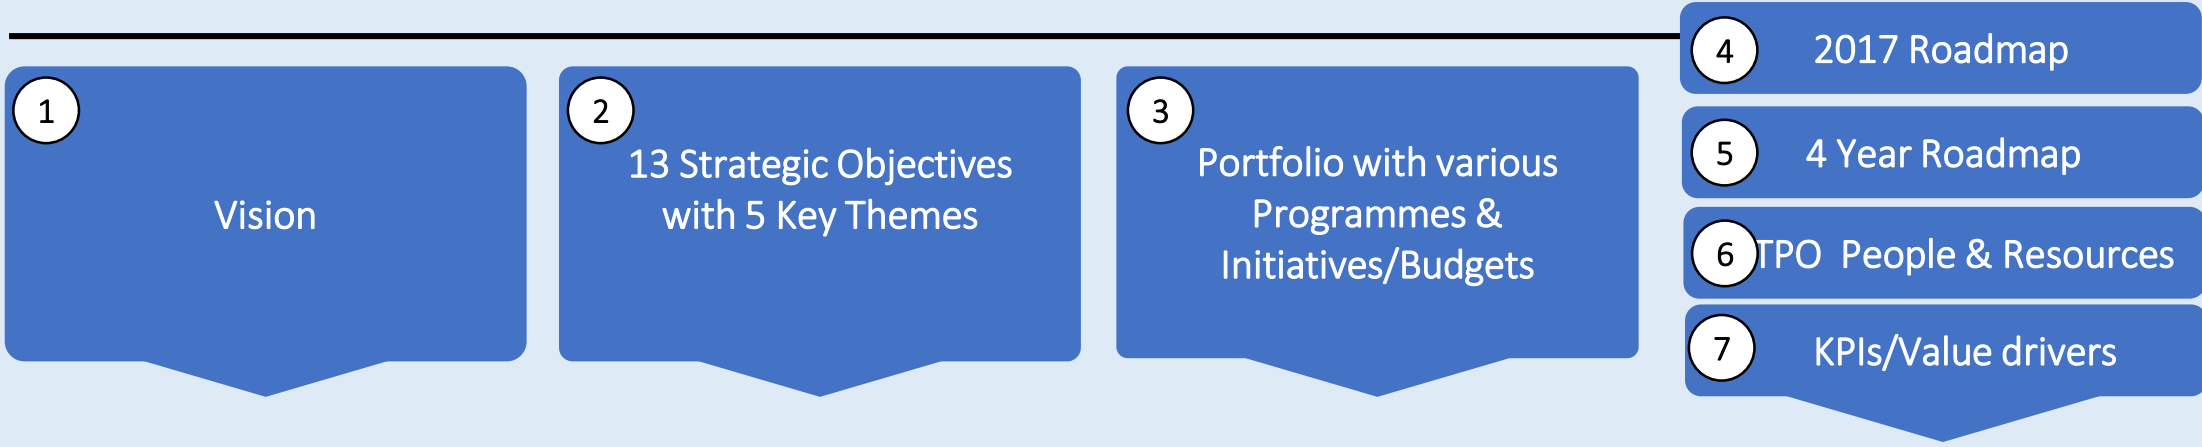 1
Vision
2
13 Strategic Objectives
with 5 Key Themes
3
Portfolio with various
Programmes &
Initiatives/Budgets
4 2017 Roadmap
5 4 Year Roadmap
6 TPO People & Resources
7 KPIs/Value drivers